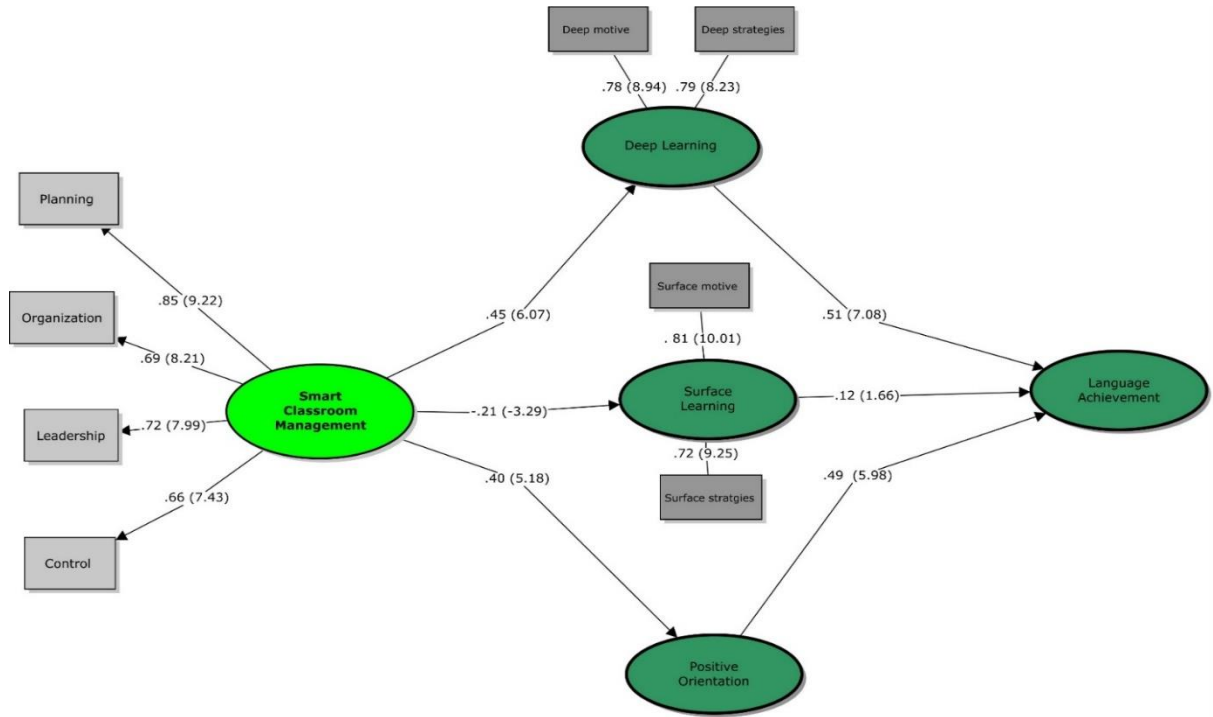 Deep motive
Deep strategies
.78 (8.94)
.79 (8.23)
Deep Learning
Planning
.85 (9.22)
Organization
.69 (8.21)
Smart
Classroom
Management
Leadership
.72 (7.99)
.66 (7.43)
Control
.45 (6.07)
-.21 (-3.29)
.40 (5.18)
Surface motive
. 81 (10.01)
Surface
Learning
.72 (9.25)
Surface stratgies
.51 (7.08)
.12 (1.66)
.49 (5.98)
Language
Achievement
Positive
Orientation